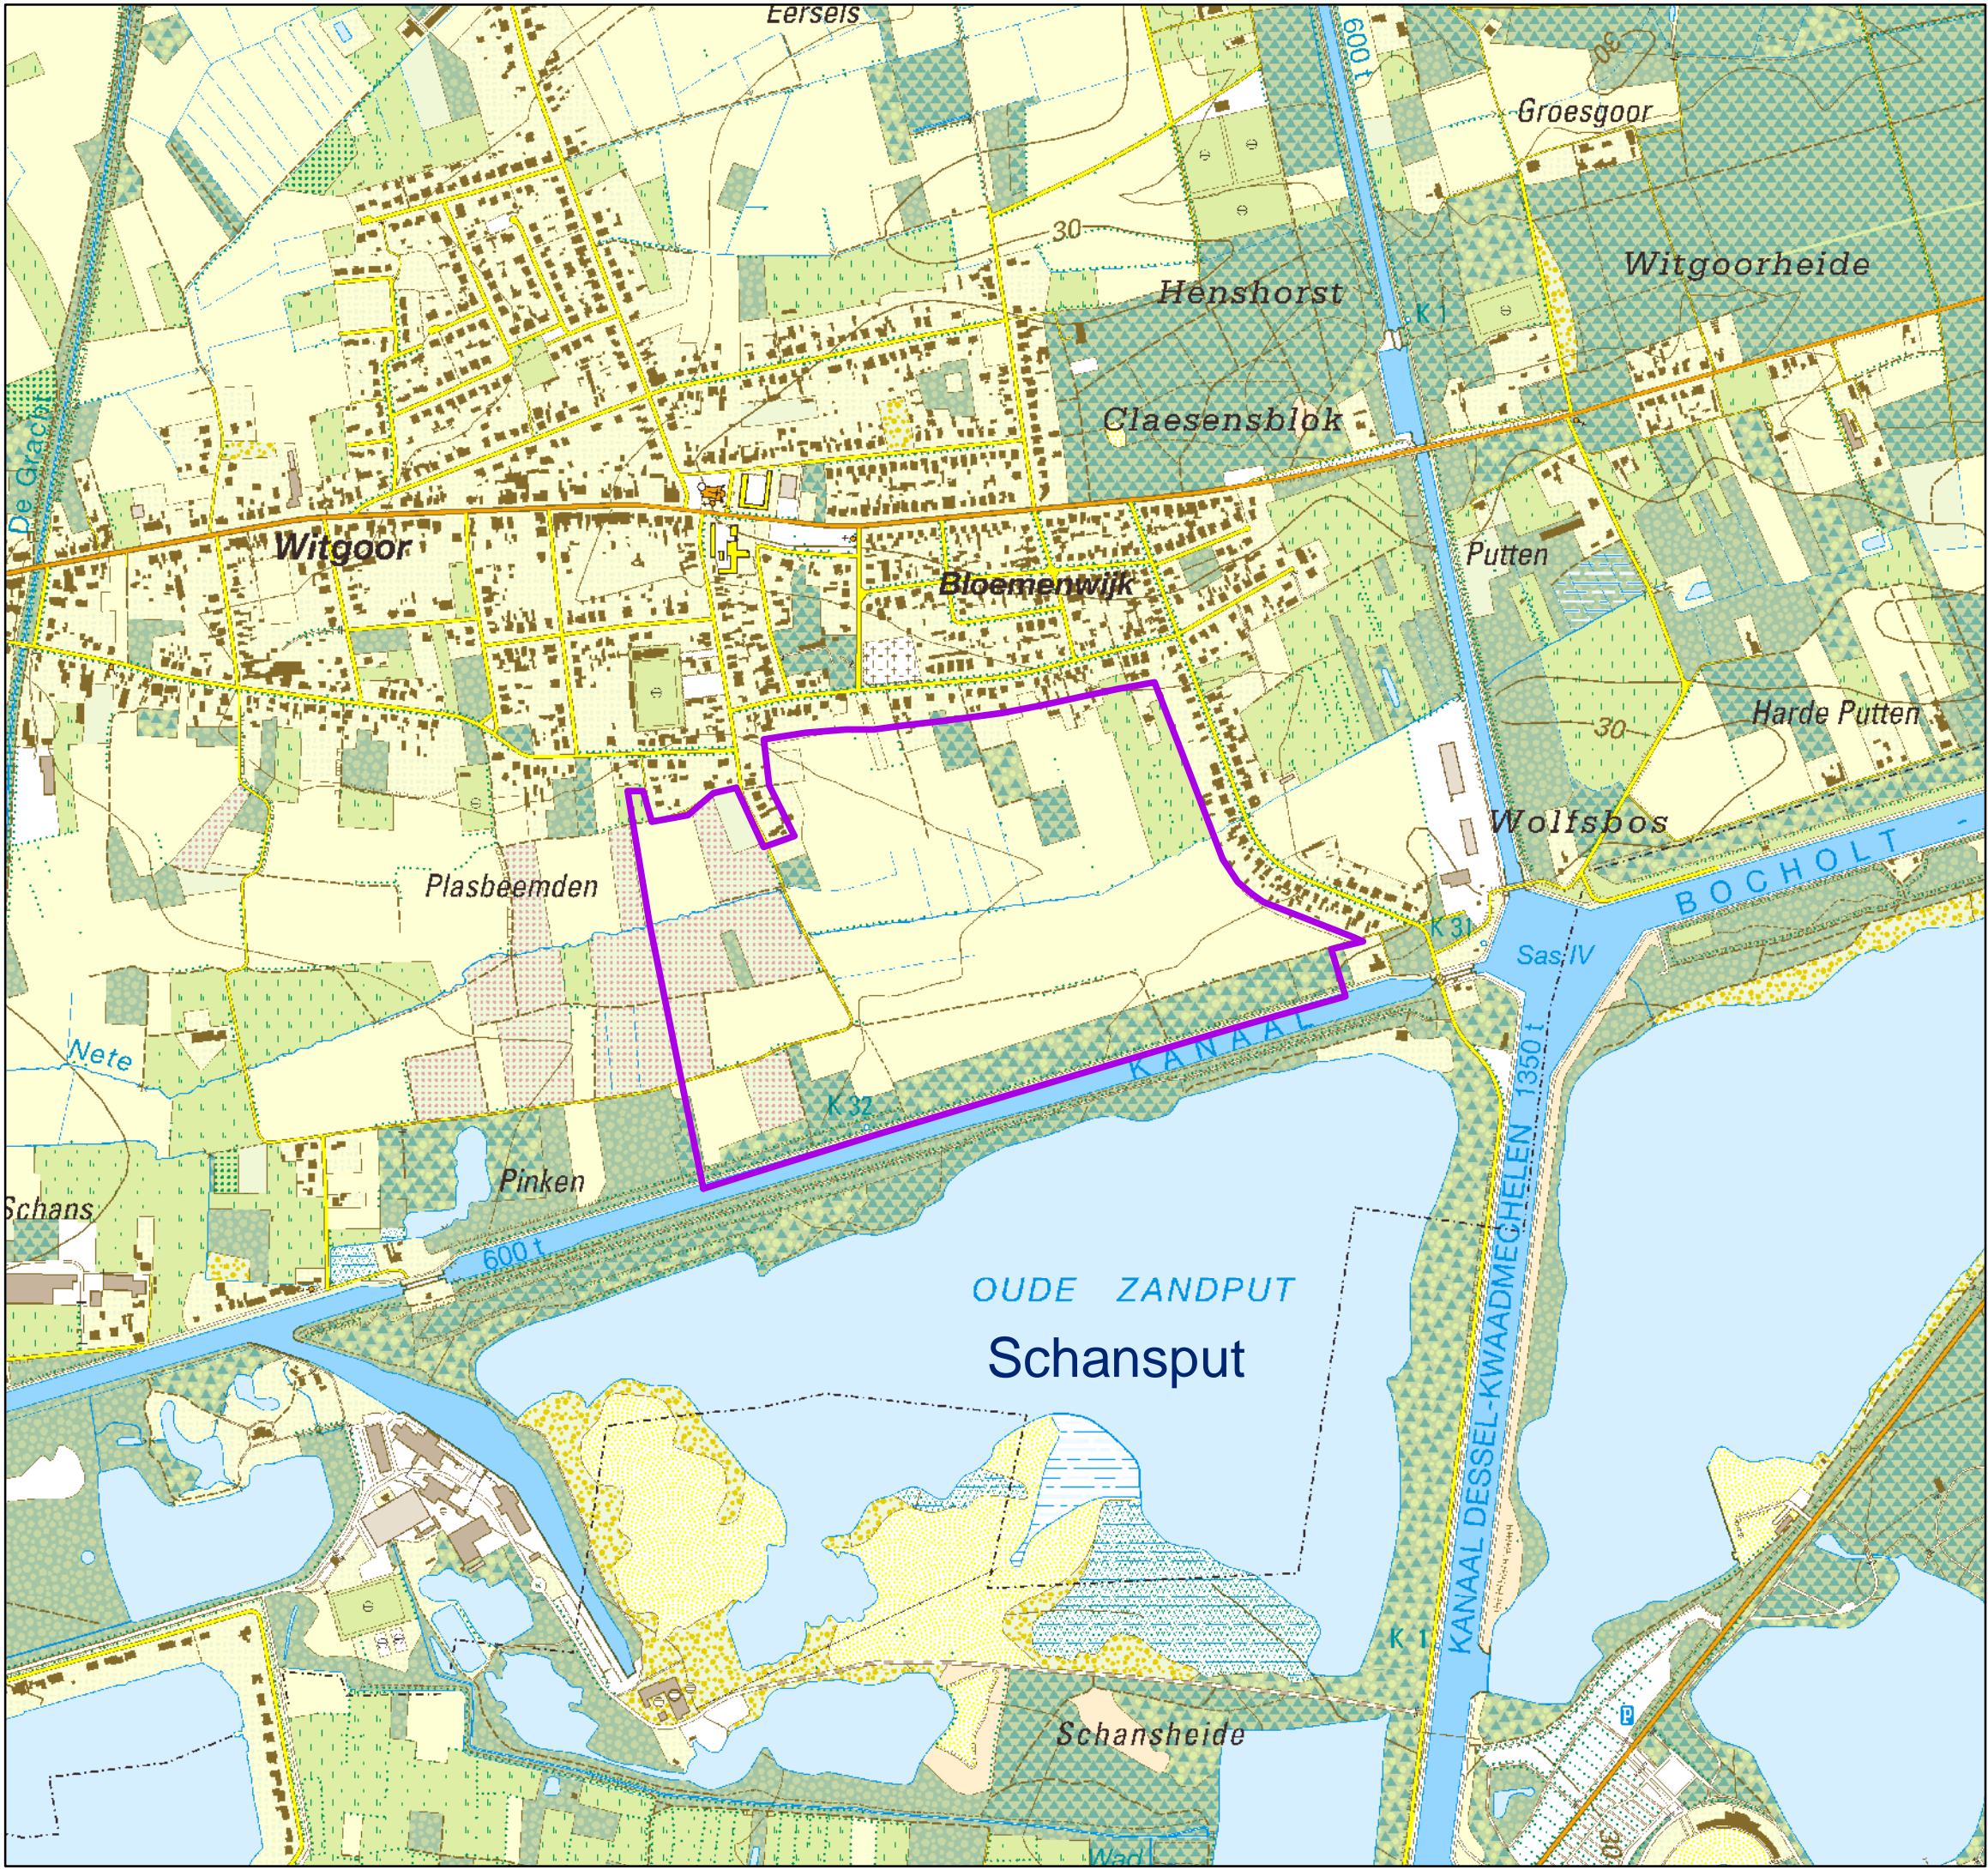 Eersels
600 t
30
Groesgoor
30
Witgoorheide
Henshorst
K 1
Claesensblok
De Gracht
Witgoor
Putten
Bloemenwijk
Harde Putten
30
Wolfsbos
Plasbeemden
BOCHOLT -
K 31
Sas IV
Nete
KANAAL
K 32
1350 t
Pinken
Schans
600 t
OUDE ZANDPUT
Schansput
KANAAL DESSEL-KWAADMECHELEN
K 1
P
Schansheide
30
Wad